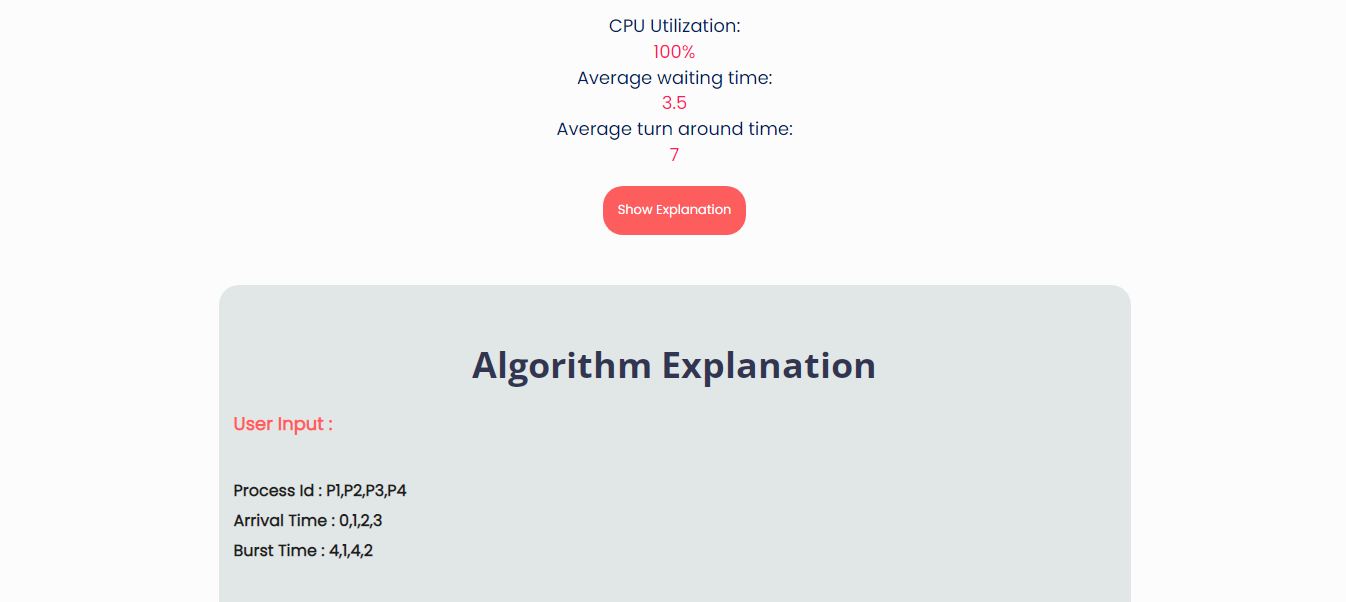 CPU Utilization:
100%
Average waiting time:
3.5
Average turn around time:
7
Show Explanation
Algorithm Explanation
User Input :
Process Id : P1,P2,P3,P4
Arrival Time : 0,1,2,3
Burst Time : 4,1,4,2